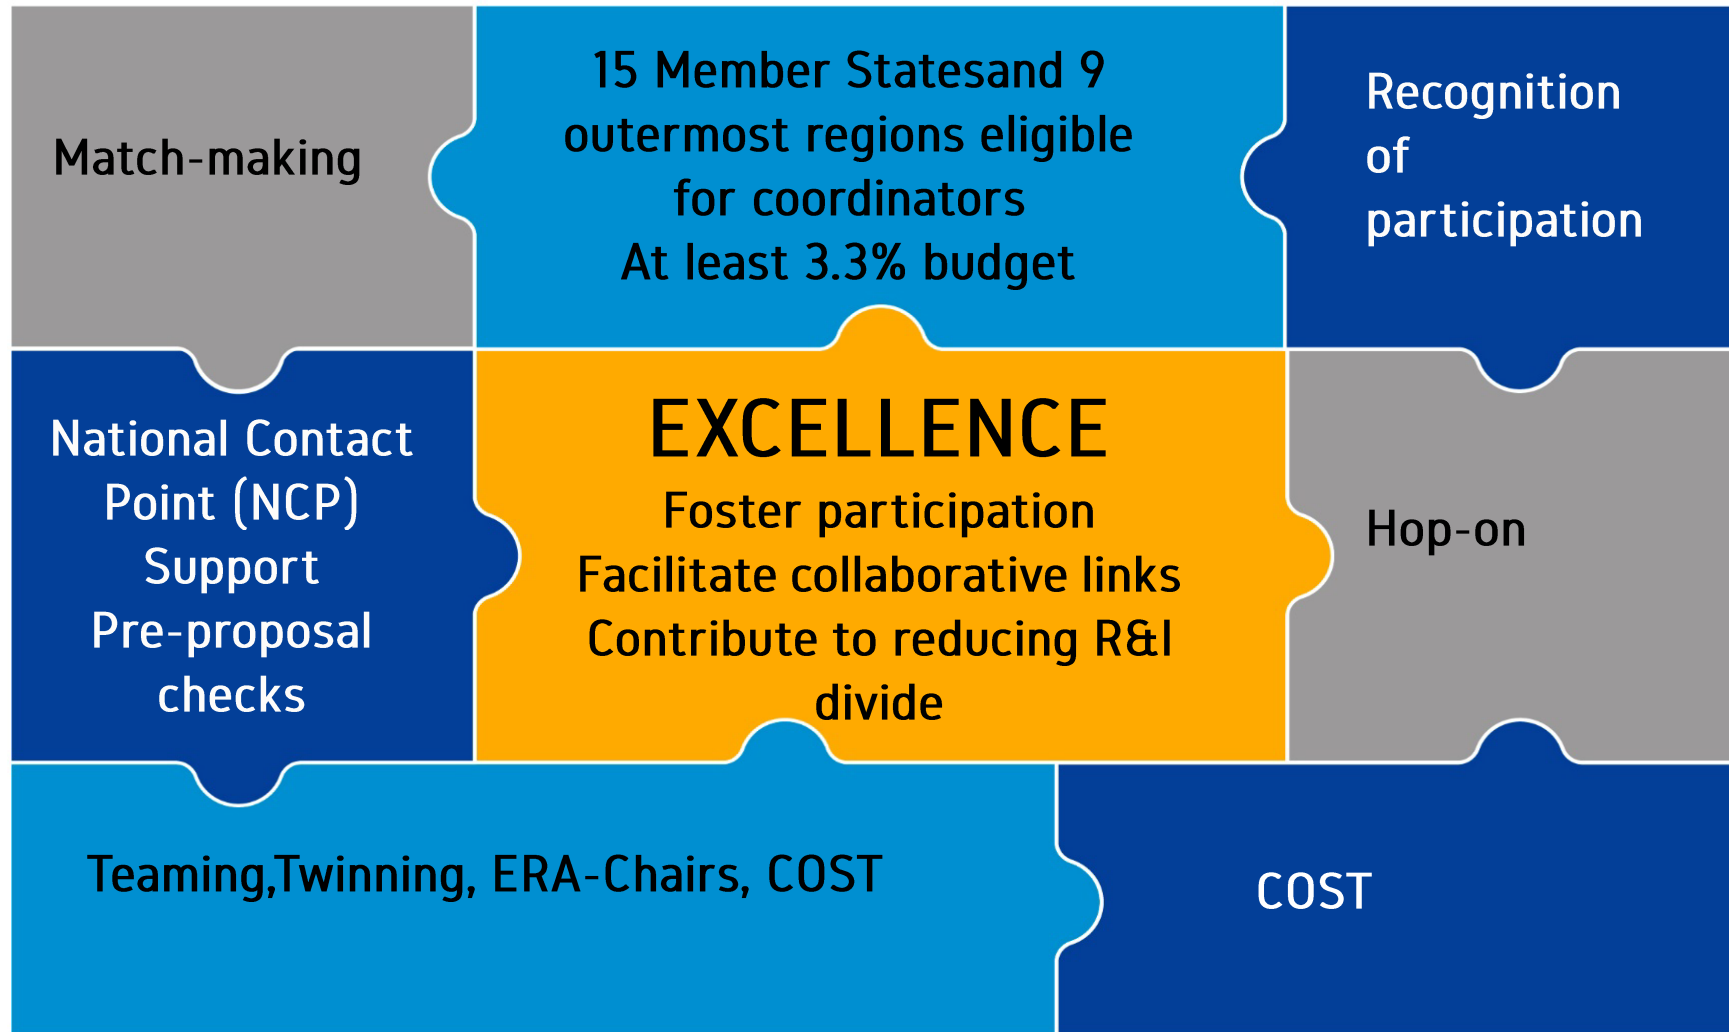 Match-making
15 Member Statesand 9
outermost regions eligible
for coordinators
At least 3.3% budget
Recognition
of
participation
National Contact
Point (NCP)
Support
Pre-proposal
checks
EXCELLENCE
Foster participation
Facilitate collaborative links
Contribute to reducing R&I
divide
Hop-on
Teaming,Twinning, ERA-Chairs, COST
COST